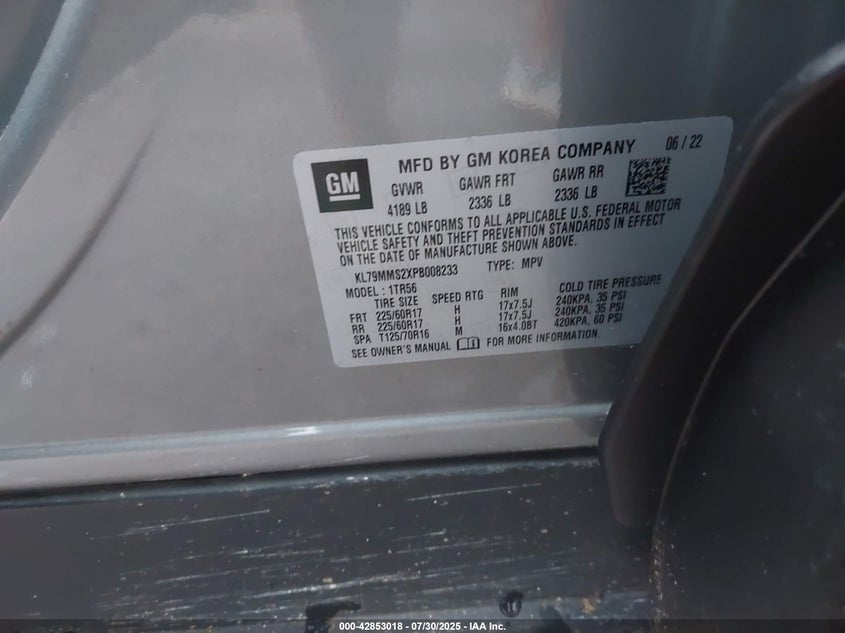 GM
MFD BY GM KOREA COMPANY 06 / 22
GVWR GAWR FRT GAWR RR
4189 LB 2336 LB 2336 LB
THIS VEHICLE CONFORMS TO ALL APPLICABLE U.S. FEDERAL MOTOR
VEHICLE SAFETY AND THEFT PREVENTION STANDARDS IN EFFECT
ON THE DATE OF MANUFACTURE SHOWN ABOVE.
KL79MMS2XPB008233 TYPE: MPV
MODEL: 1TR56
TIRE SIZE SPEED RTG RIM COLD TIRE PRESSURE
FRT 225/60R17 H 17x7.5J 240KPA, 35 PSI
RR 225/60R17 H 17x7.5J 240KPA, 35 PSI
SPA T125/70R16 M 16x4.0BT 420KPA, 60 PSI
SEE OWNER'S MANUAL FOR MORE INFORMATION.
000-42853018 - 07/30/2025 - IAA Inc.